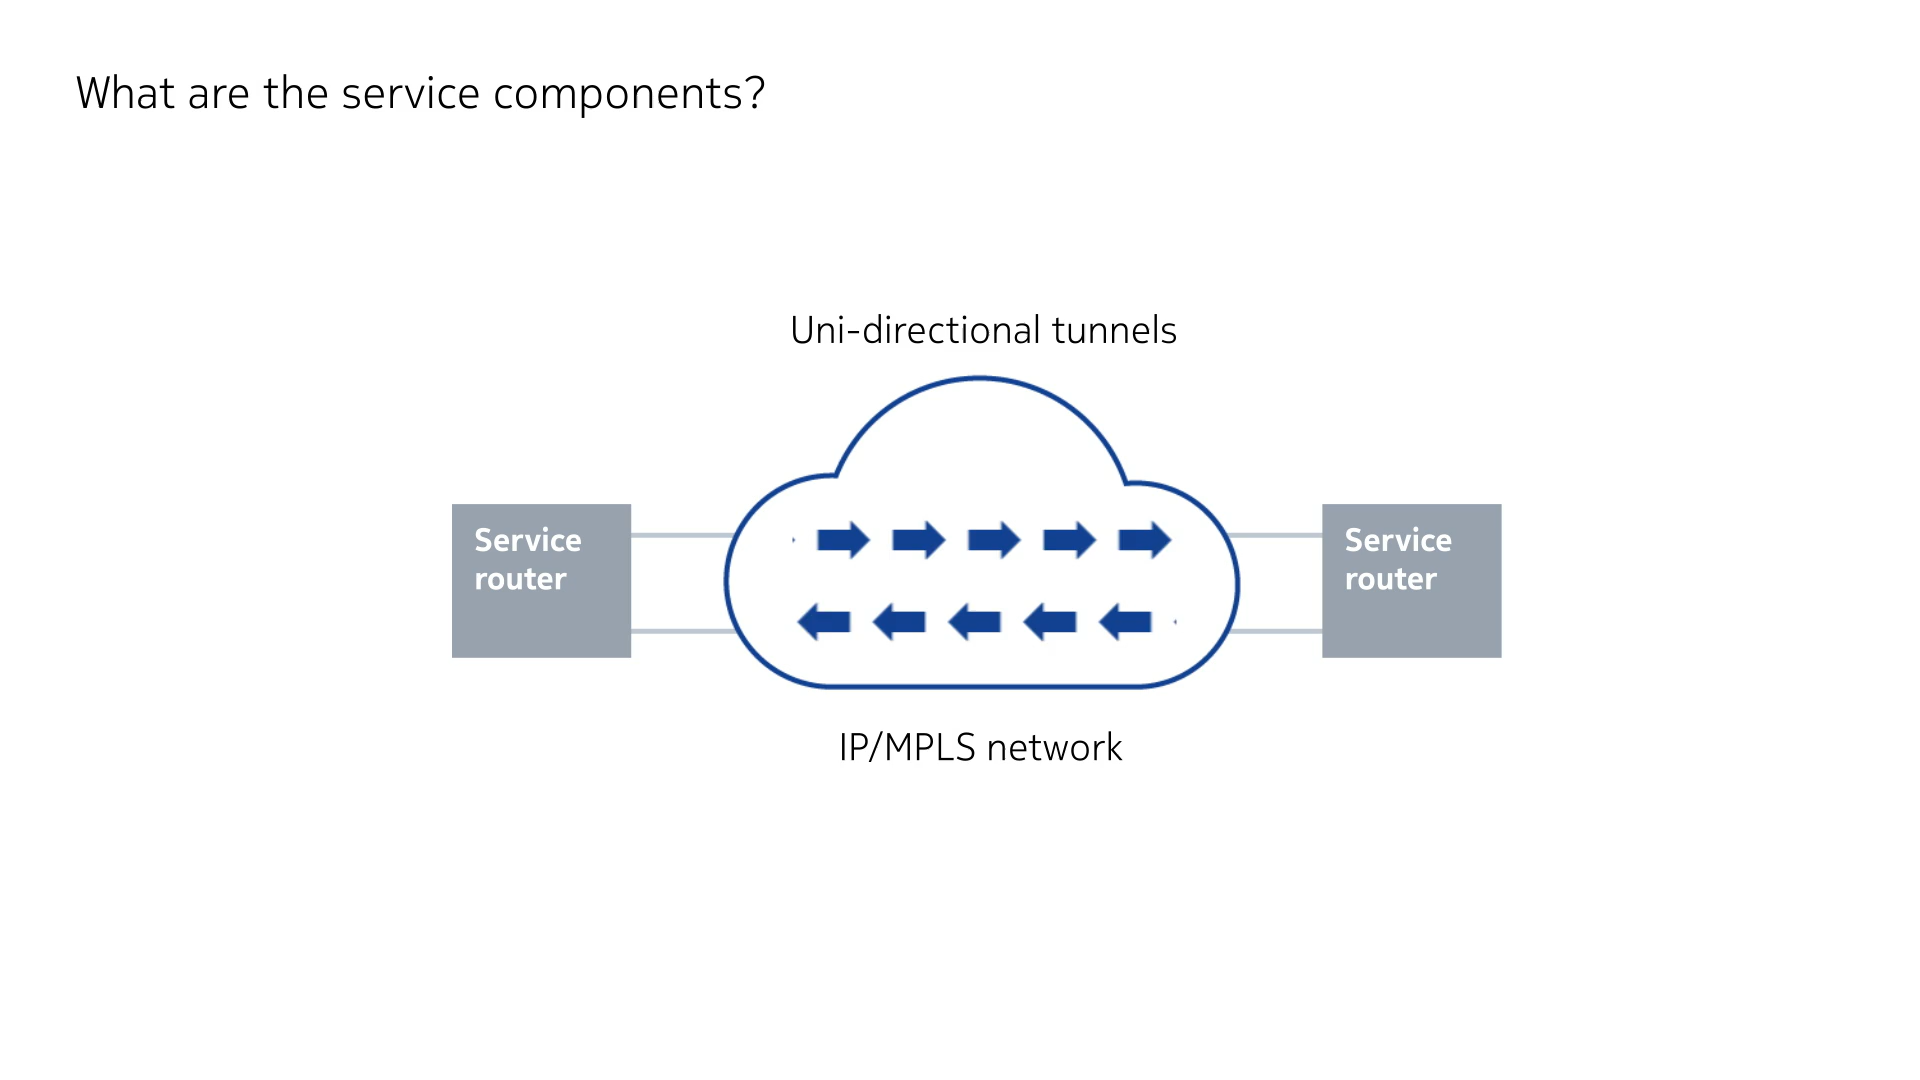 What are the service components?
Uni-directional tunnels
Service
router
Service
router
IP/MPLS network